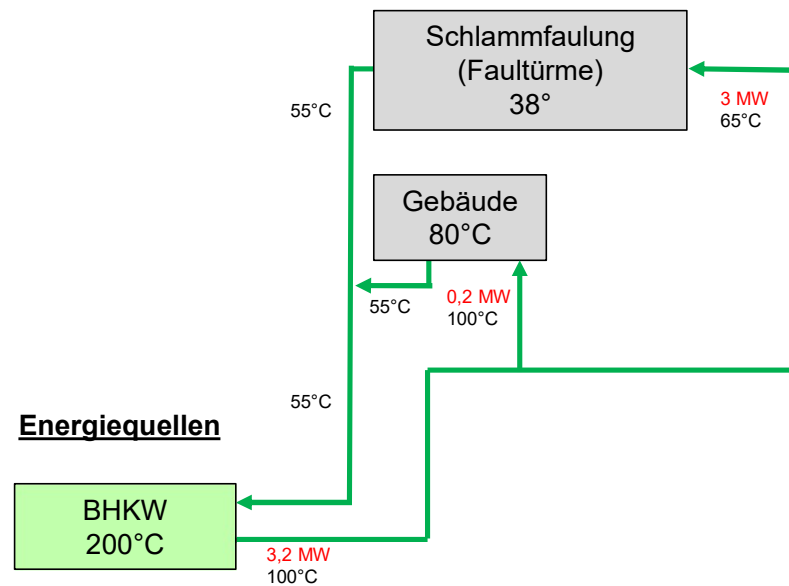 Schlammfaulung
(Faultürme)
38°
3 MW
65°C
55°C
Gebäude
80°C
0,2 MW
100°C
55°C
55°C
Energiequellen
BHKW
200°C
3,2 MW
100°C